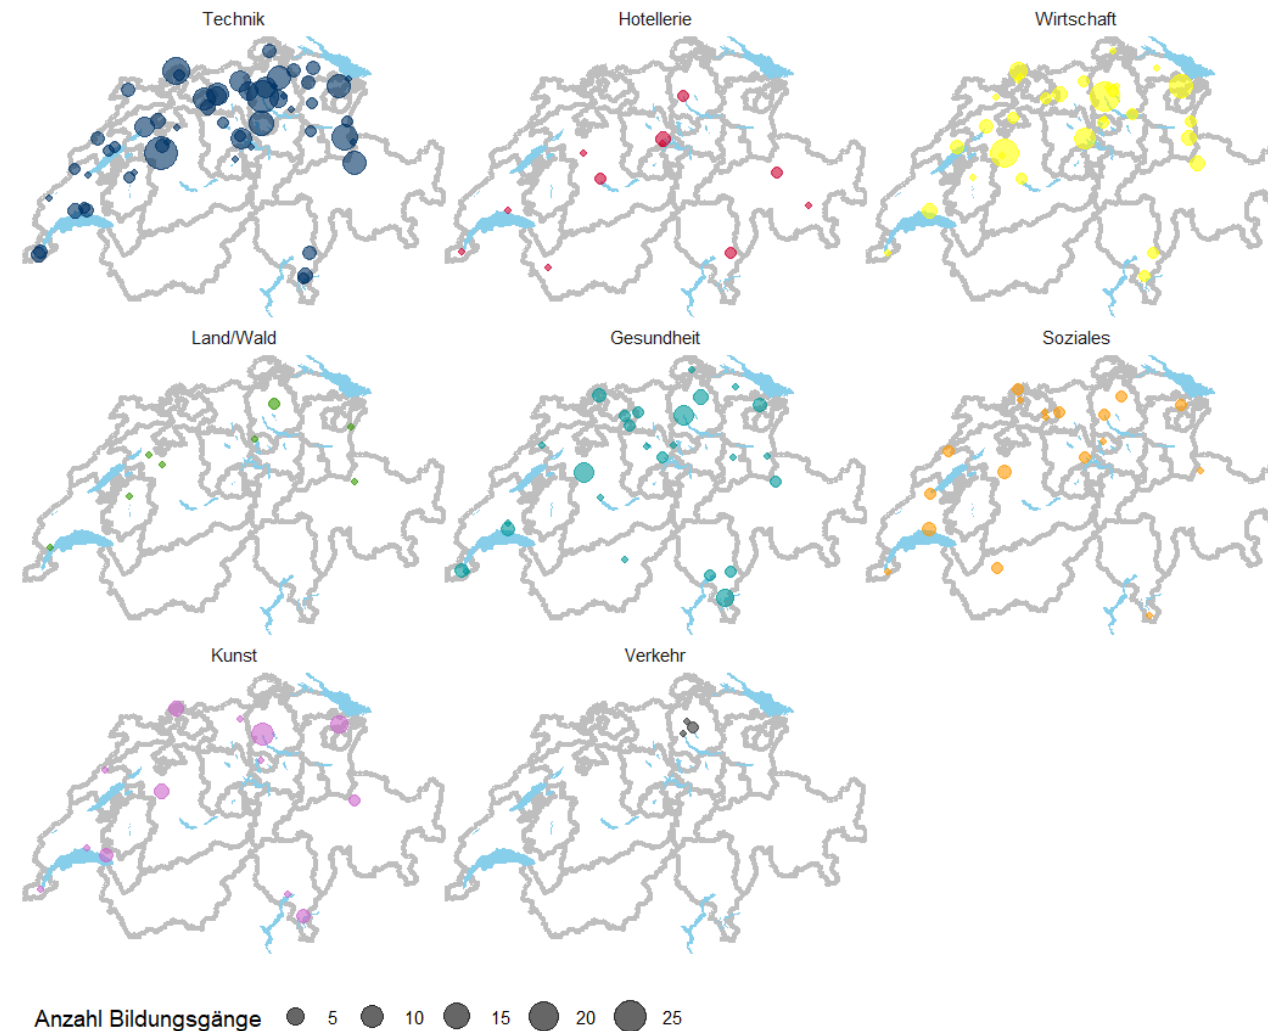 Technik Hotellerie Wirtschaft
Land/Wald Gesundheit Soziales
Kunst Verkehr
Anzahl Bildungsgänge 5 10 15 20 25